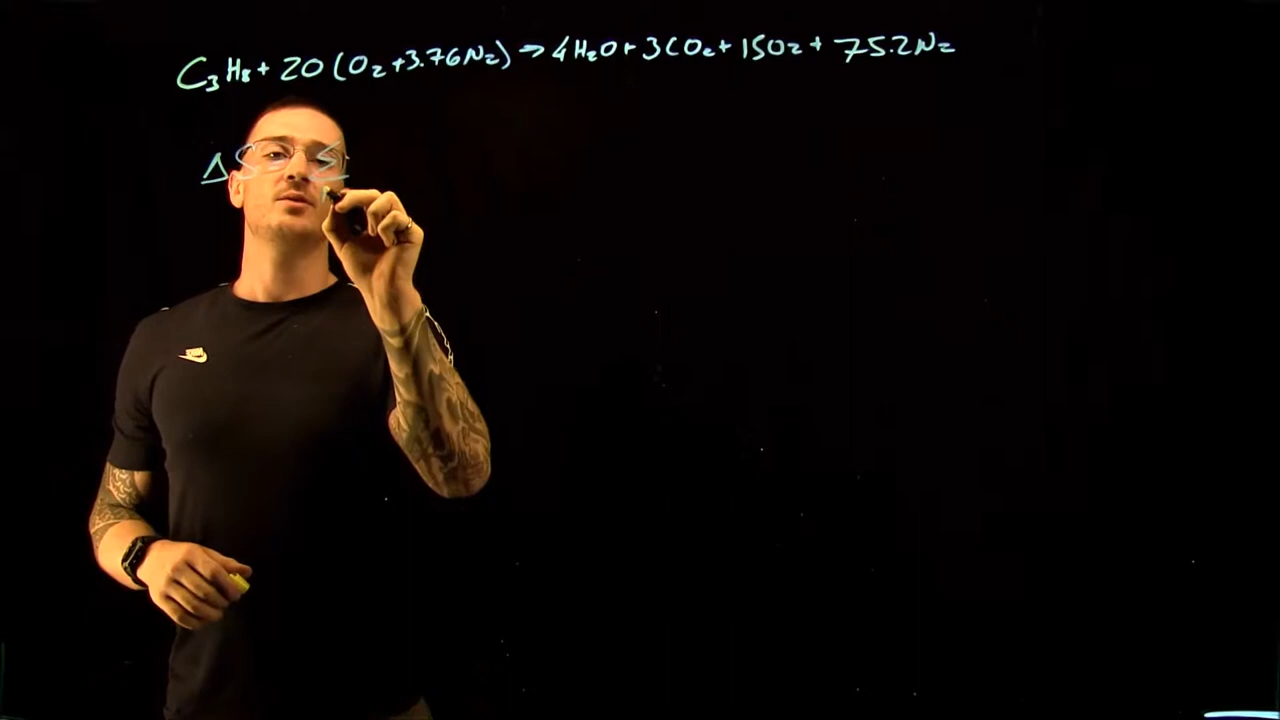 C₃H₈ + 20 (O₂ + 3.76N₂) → 4H₂O + 3CO₂ + 15O₂ + 75.2N₂
ΔS